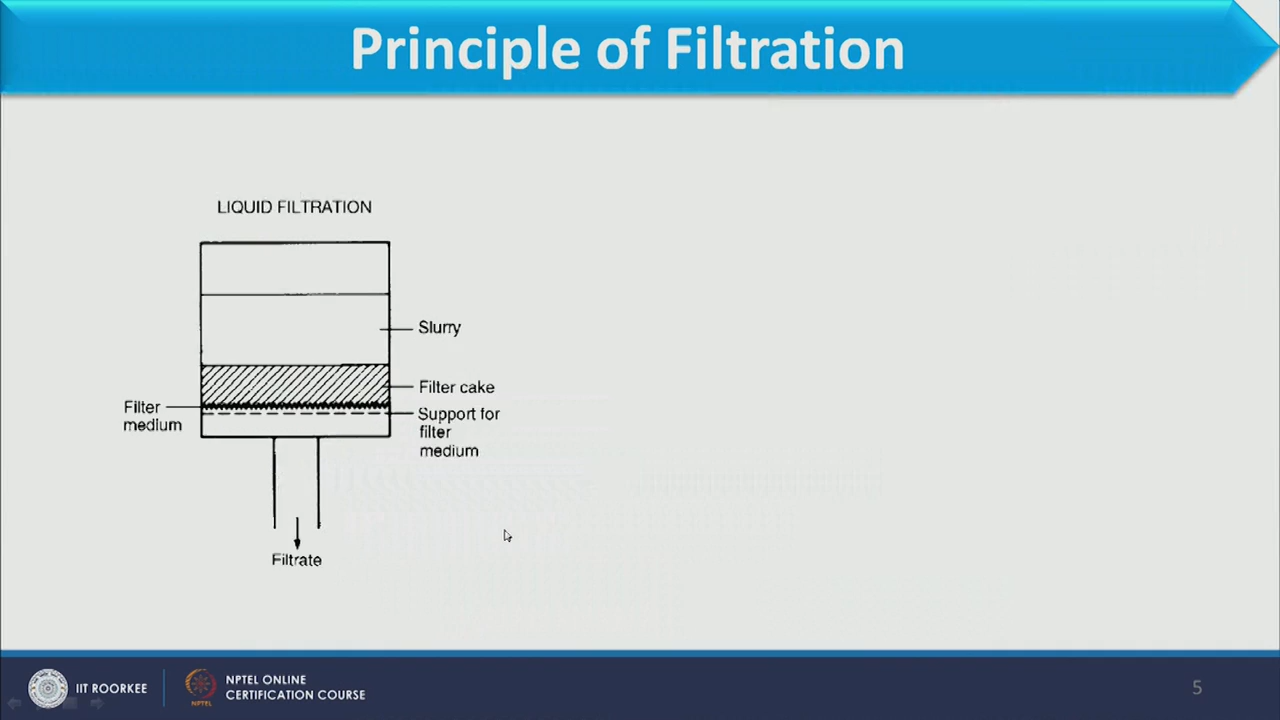 Principle of Filtration
LIQUID FILTRATION
Slurry
Filter cake
Filter
medium
Support for
filter
medium
Filtrate
IIT ROORKEE
NPTEL
NPTEL ONLINE
CERTIFICATION COURSE
5